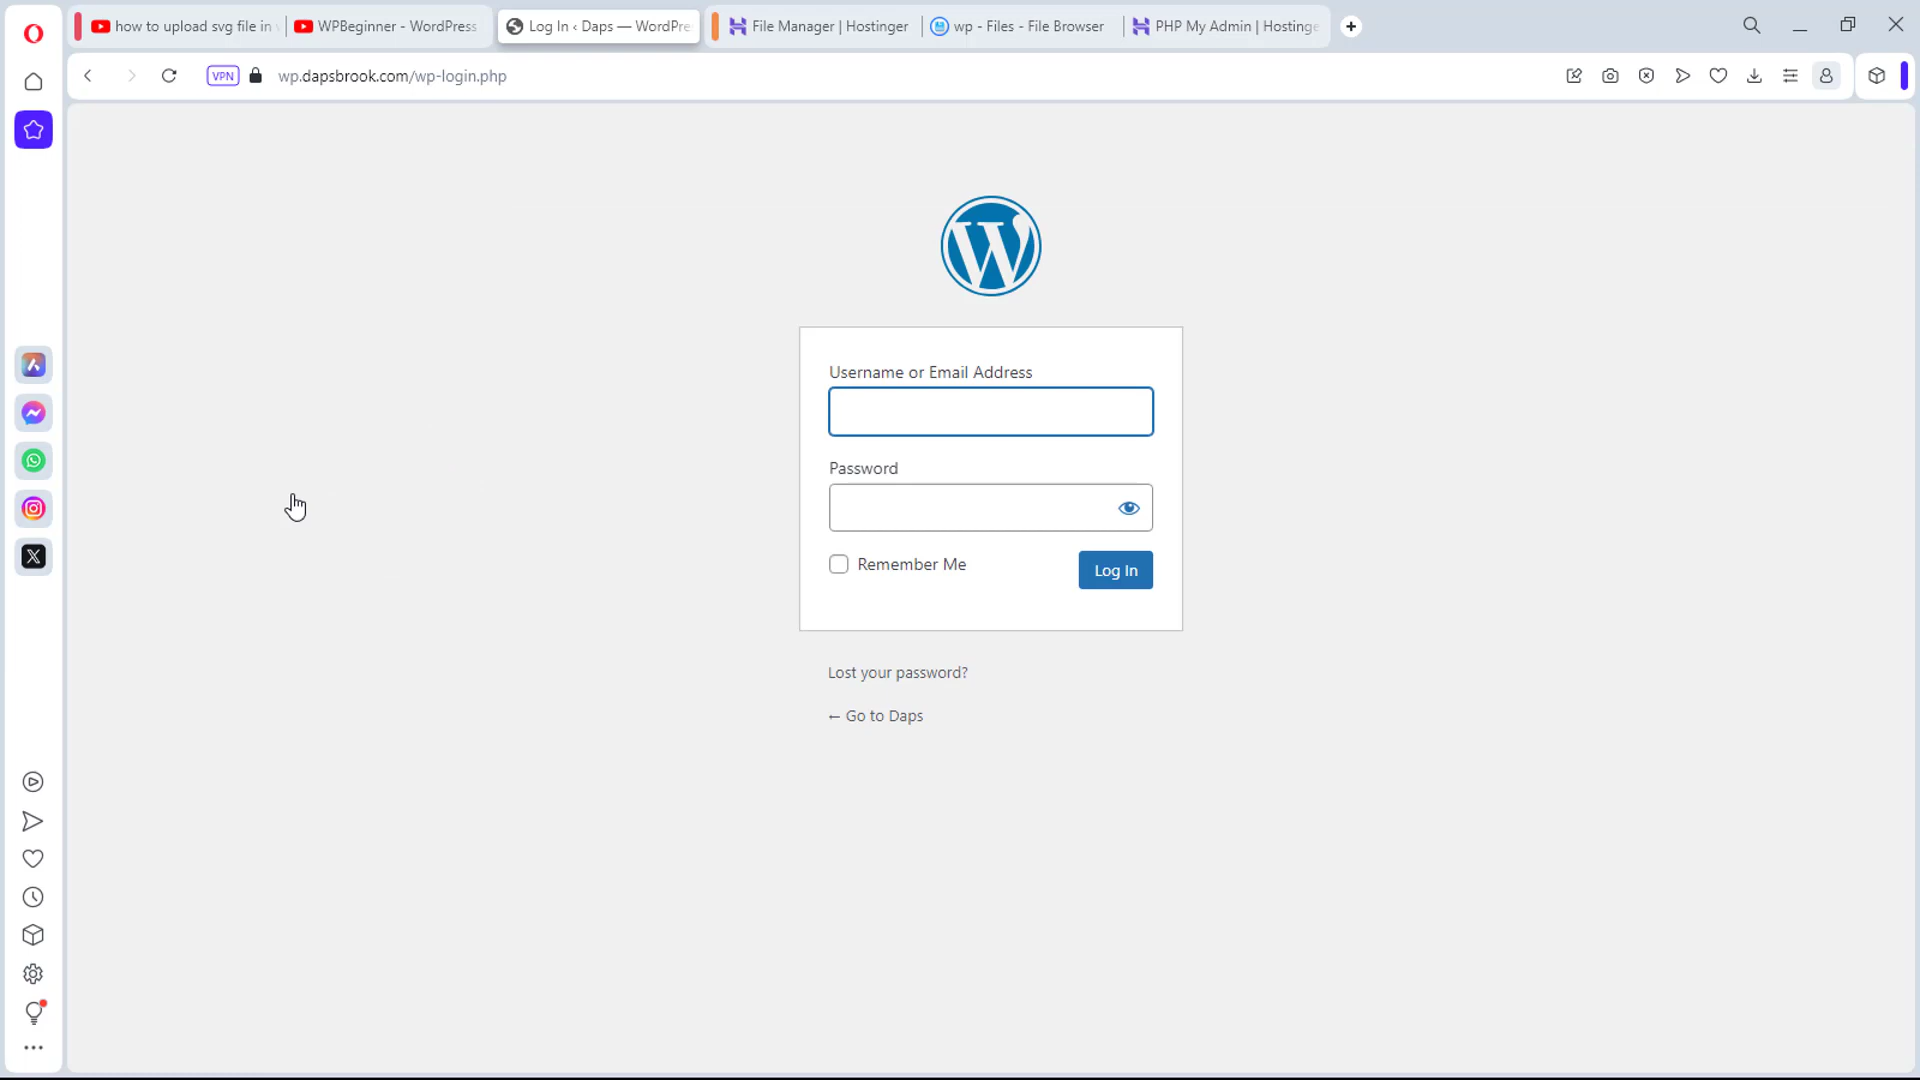 how to upload svg file in
WPBeginner - WordPress
Log In ‹ Daps — WordPre
File Manager | Hostinger
wp - Files - File Browser
PHP My Admin | Hostinge
VPN
wp.dapsbrook.com/wp-login.php
Username or Email Address
Password
Remember Me
Log In
Lost your password?
← Go to Daps